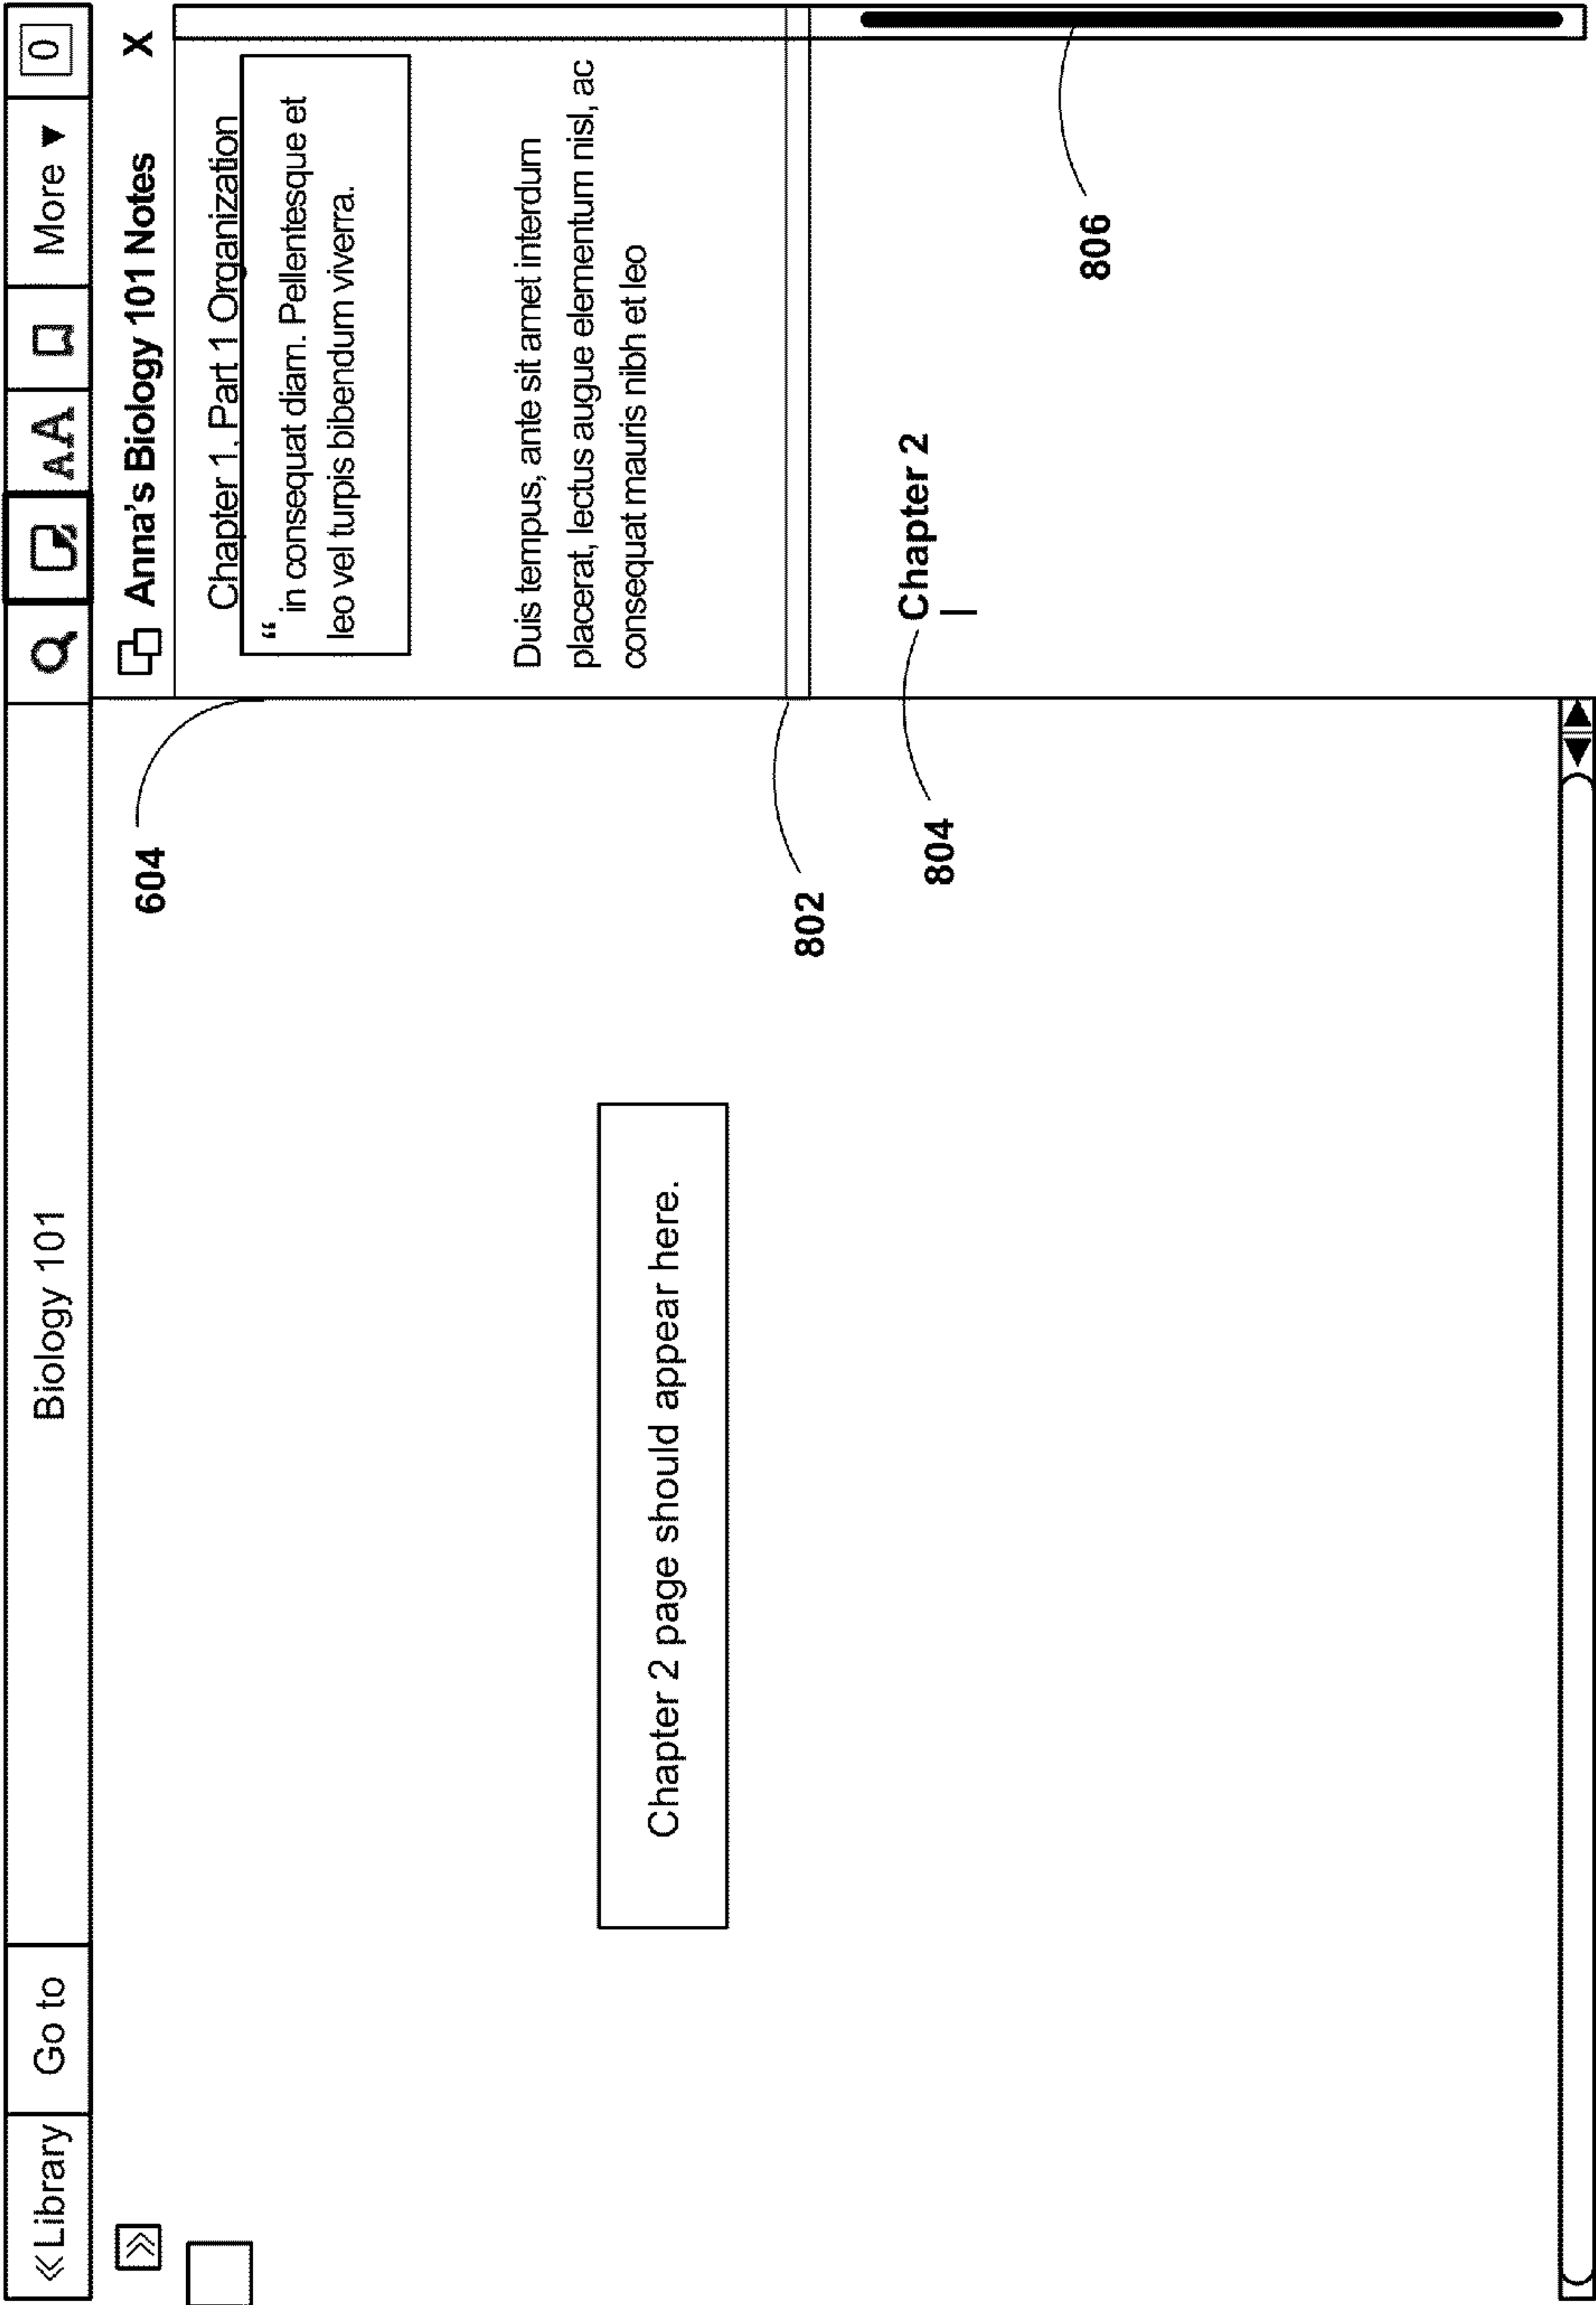 «Library
Go to
Biology 101
AA
More ▼
0
Anna's Biology 101 Notes
X
Chapter 1, Part 1 Organization
“ in consequat diam. Pellentesque et
leo vel turpis bibendum viverra.
Duis tempus, ante sit amet interdum
placerat, lectus augue elementum nisl, ac
consequat mauris nibh et leo
Chapter 2
Chapter 2 page should appear here.
604
802
804
806